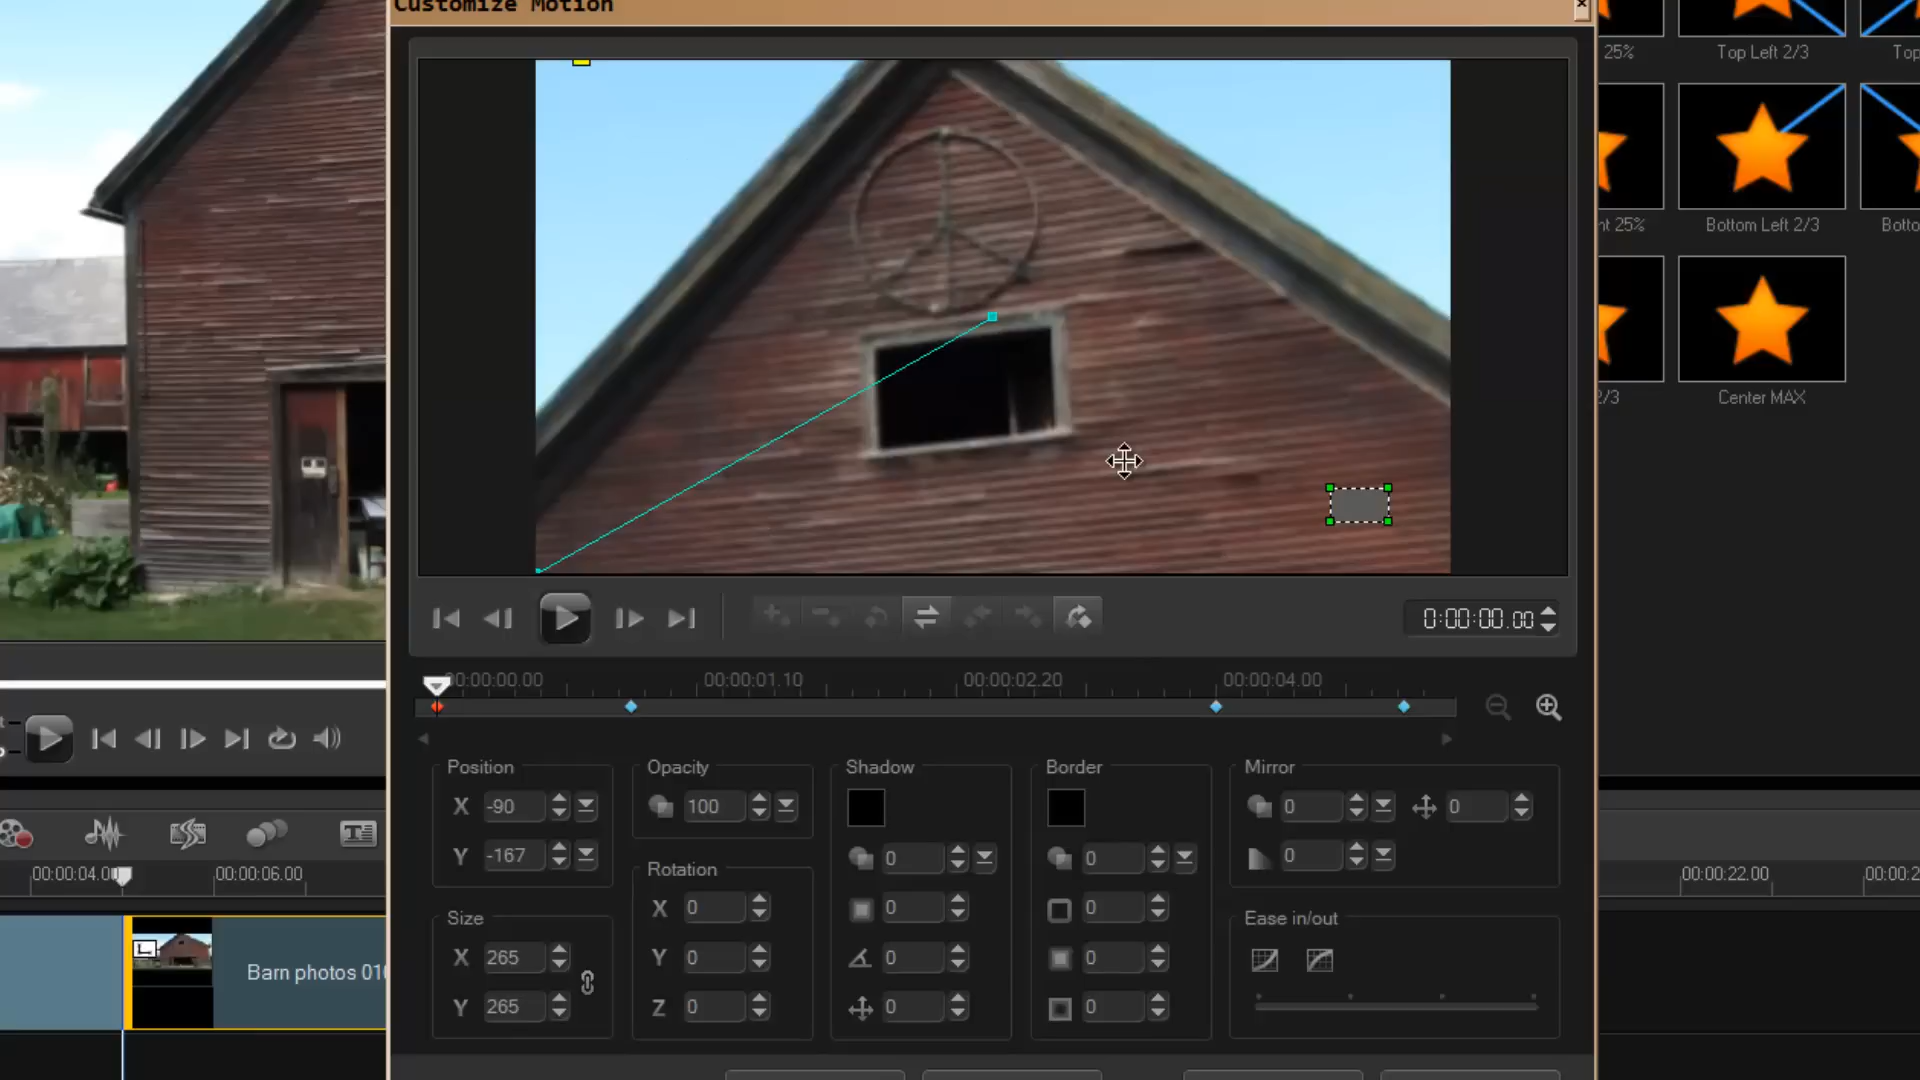 Customize Motion
25%
Top Left 2/3
Top
nt 25%
Bottom Left 2/3
Botto
2/3
Center MAX
0:00:00.00
00:00:00.00
00:00:01.10
00:00:02.20
00:00:04.00
Position
X -90
Y -167
Size
X 265
Y 265
Opacity
100
Rotation
X 0
Y 0
Z 0
Shadow
0
0
0
0
Border
0
0
0
0
Mirror
0
0
0
Ease in/out
00:00:04.00
00:00:06.00
00:00:22.00
00:00:2
Barn photos 010